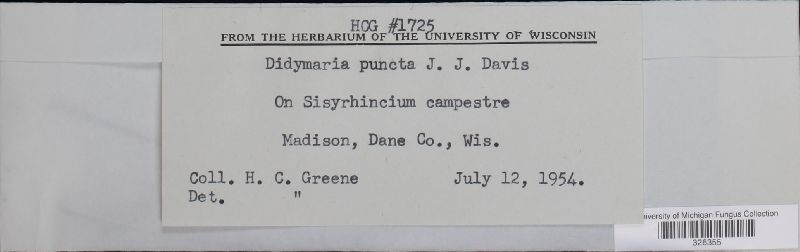 HCG #1725
FROM THE HERBARIUM OF THE UNIVERSITY OF WISCONSIN
Didymaria puncta J. J. Davis
On Sisyrhincium campestre
Madison, Dane Co., Wis.
Coll. H. C. Greene July 12, 1954.
Det. "
University of Michigan Fungus Collection